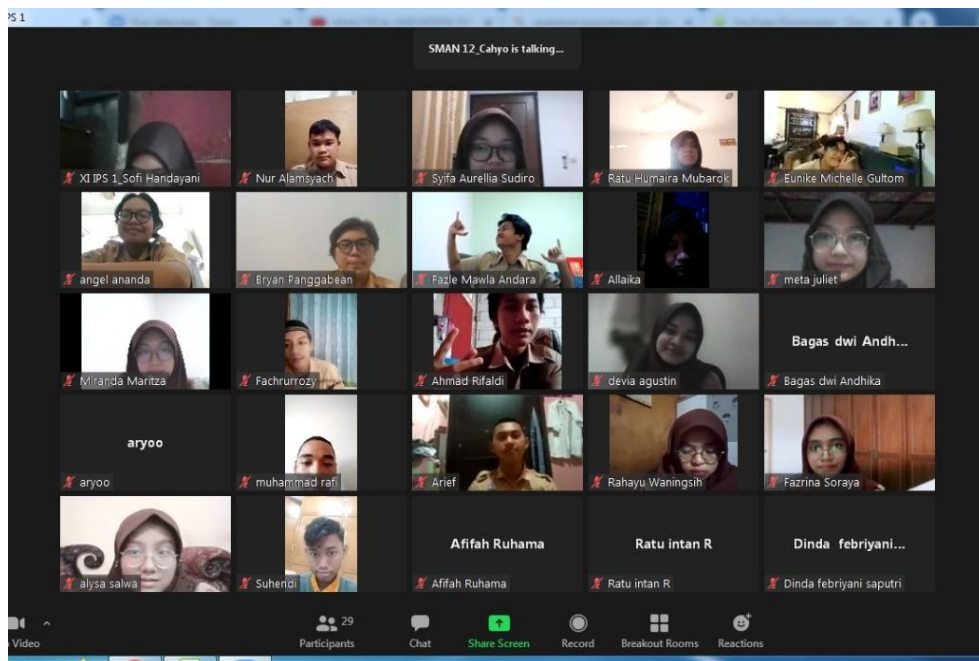 PS 1
SMAN 12_Cahyo is talking...
XI IPS 1_Sofi Handayani
Nur Alamsyach
Syifa Aurellia Sudiro
Ratu Humaira Mubarok
Eunike Michelle Gultom
angel ananda
Bryan Panggabean
Fazle Mawla Andara
Allaika
meta juliet
Miranda Maritza
Fachrurrozy
Ahmad Rifaldi
devia agustin
Bagas dwi Andh...
Bagas dwi Andhika
aryoo
aryoo
muhammad rafi
Arief
Rahayu Waningsih
Fazrina Soraya
alysa salwa
Suhendi
Afifah Ruhama
Afifah Ruhama
Ratu intan R
Ratu intan R
Dinda febriyani...
Dinda febriyani saputri
Video
29
Participants
Chat
Share Screen
Record
Breakout Rooms
Reactions